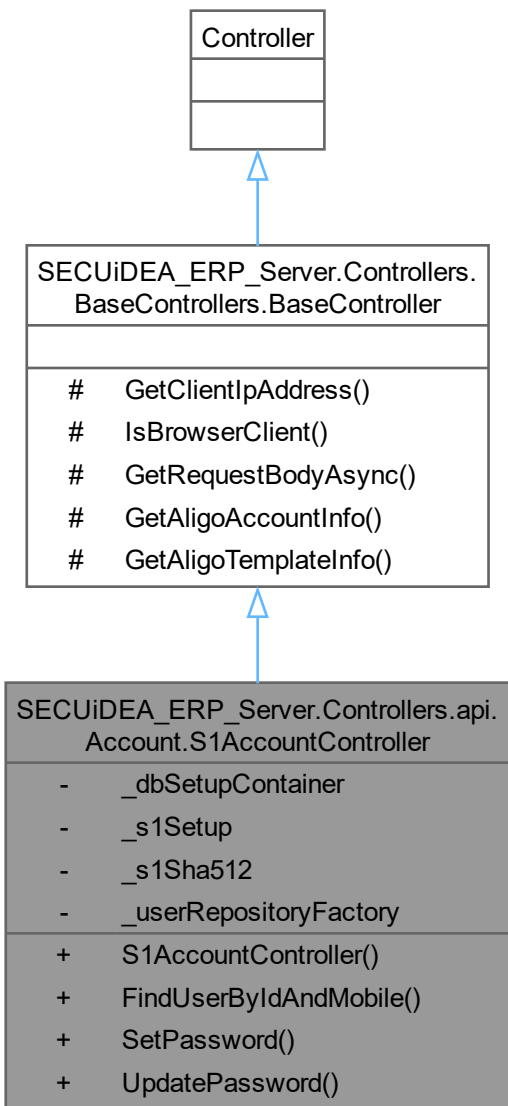 Controller
SECUiDEA_ERP_Server.Controllers.
BaseControllers.BaseController
# GetClientIpAddress()
# IsBrowserClient()
# GetRequestBodyAsync()
# GetAligoAccountInfo()
# GetAligoTemplateInfo()
SECUiDEA_ERP_Server.Controllers.api.
Account.S1AccountController
- _dbSetupContainer
- _s1Setup
- _s1Sha512
- _userRepositoryFactory
+ S1AccountController()
+ FindUserByIdAndMobile()
+ SetPassword()
+ UpdatePassword()